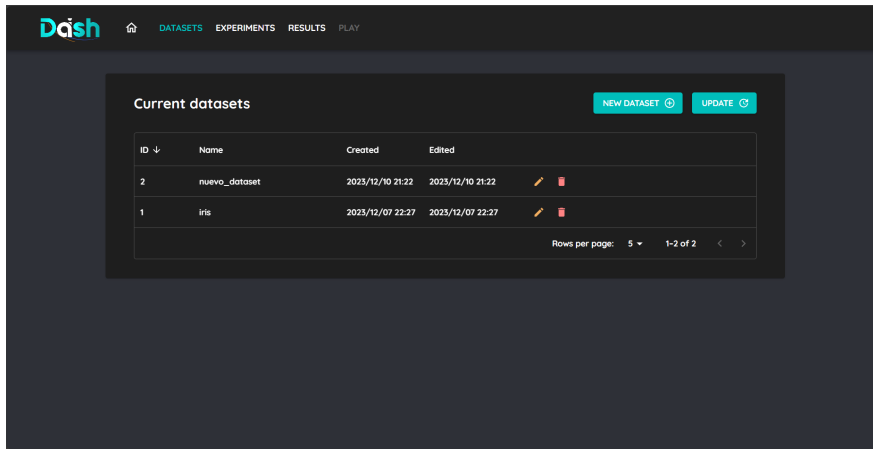 Dash DATASETS EXPERIMENTS RESULTS PLAY
Current datasets NEW DATASET UPDATE
ID Name Created Edited
2 nuevo_dataset 2023/12/10 21:22 2023/12/10 21:22
1 iris 2023/12/07 22:27 2023/12/07 22:27
Rows per page: 5 1-2 of 2